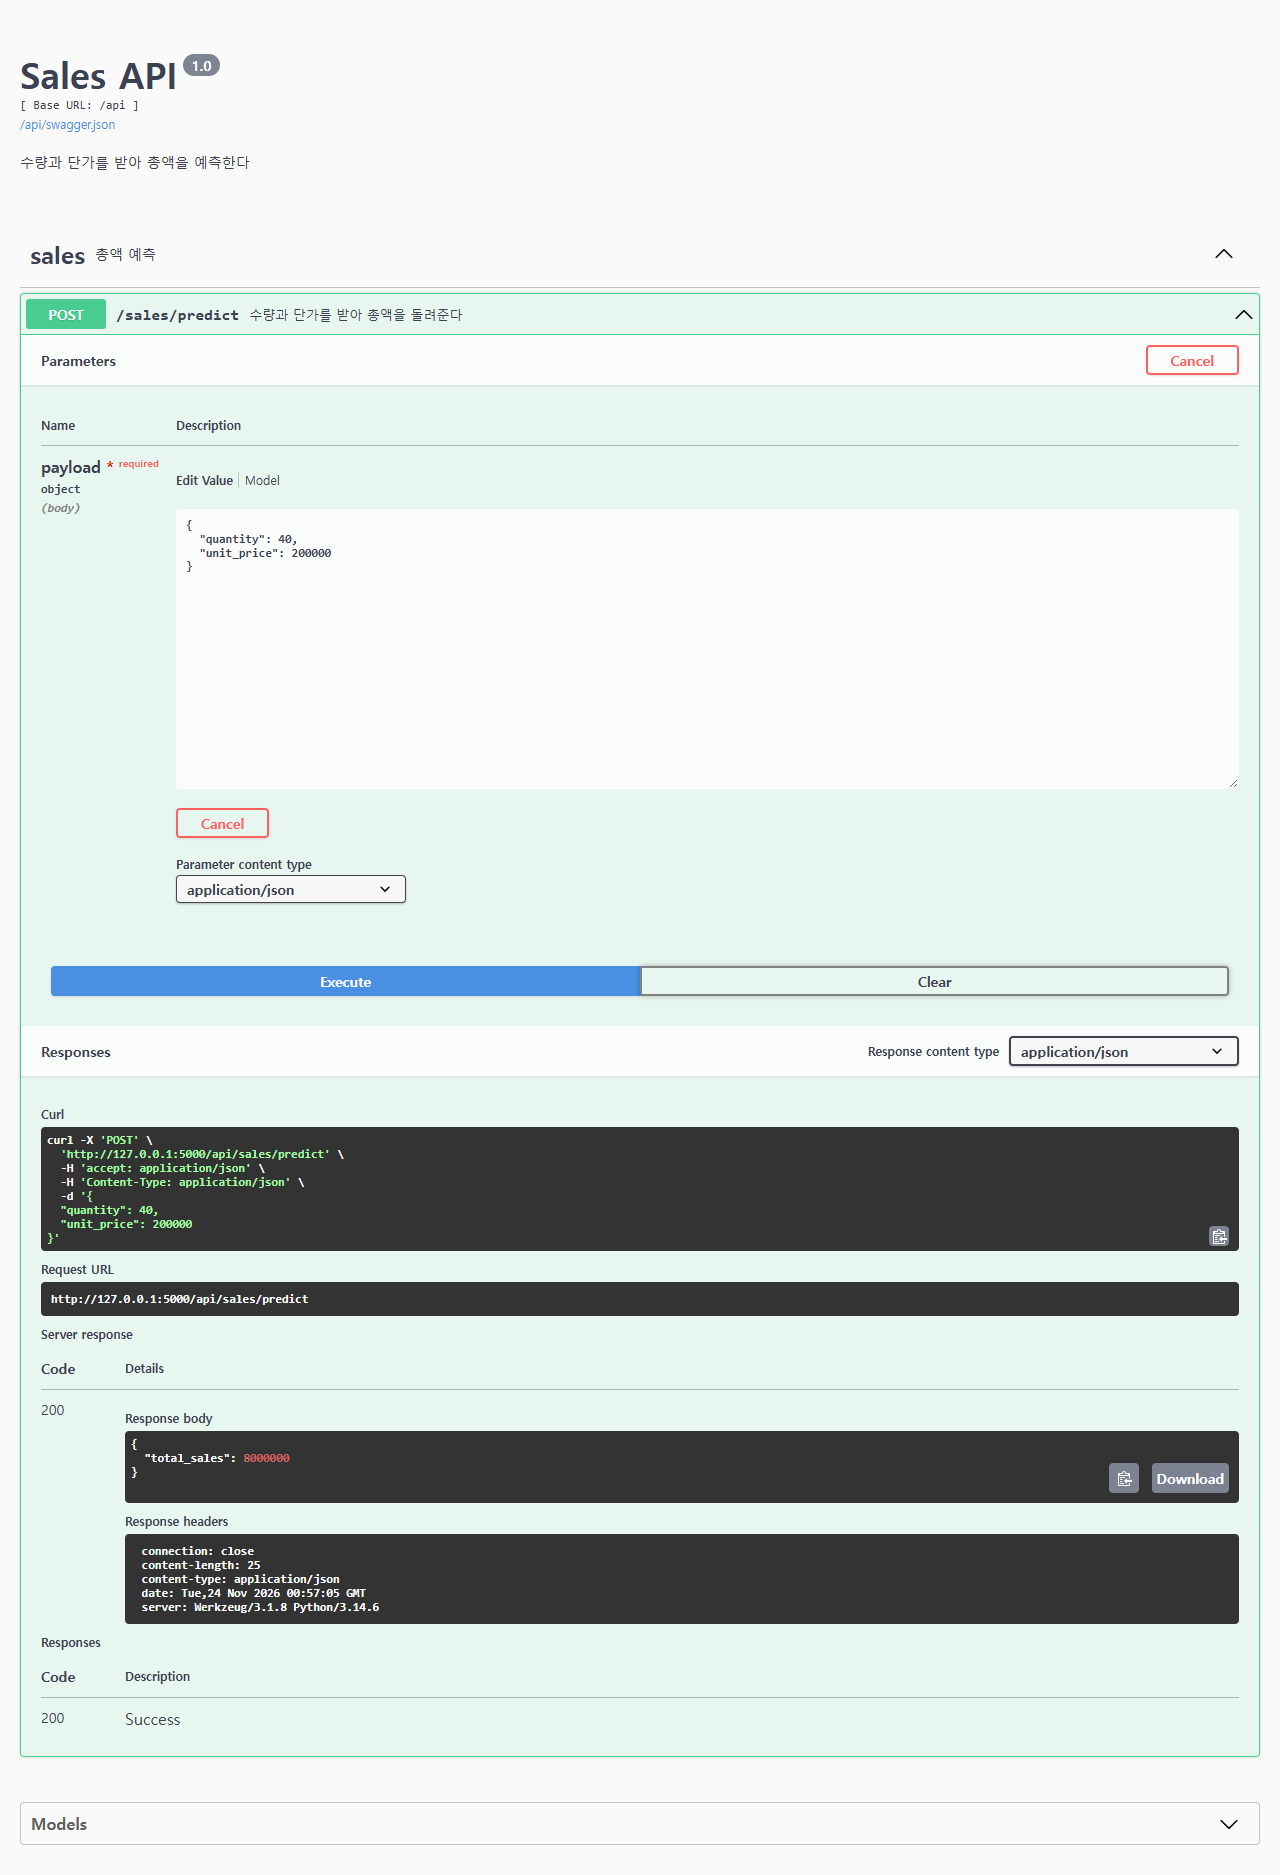 Sales API 1.0
[ Base URL: /api ]
/api/swagger.json
수량과 단가를 받아 총액을 예측한다
sales 총액 예측
POST /sales/predict 수량과 단가를 받아 총액을 돌려준다
Parameters Cancel
Name Description
payload * required
object
(body)
Edit Value Model
{
  "quantity": 40,
  "unit_price": 200000
}
Cancel
Parameter content type
application/json
Execute Clear
Responses Response content type application/json
Curl
curl -X 'POST' \
  'http://127.0.0.1:5000/api/sales/predict' \
  -H 'accept: application/json' \
  -H 'Content-Type: application/json' \
  -d '{
  "quantity": 40,
  "unit_price": 200000
}'
Request URL
http://127.0.0.1:5000/api/sales/predict
Server response
Code Details
200
Response body
{
  "total_sales": 8000000
}
Download
Response headers
connection: close
content-length: 25
content-type: application/json
date: Tue,24 Nov 2026 00:57:05 GMT
server: Werkzeug/3.1.8 Python/3.14.6
Responses
Code Description
200 Success
Models